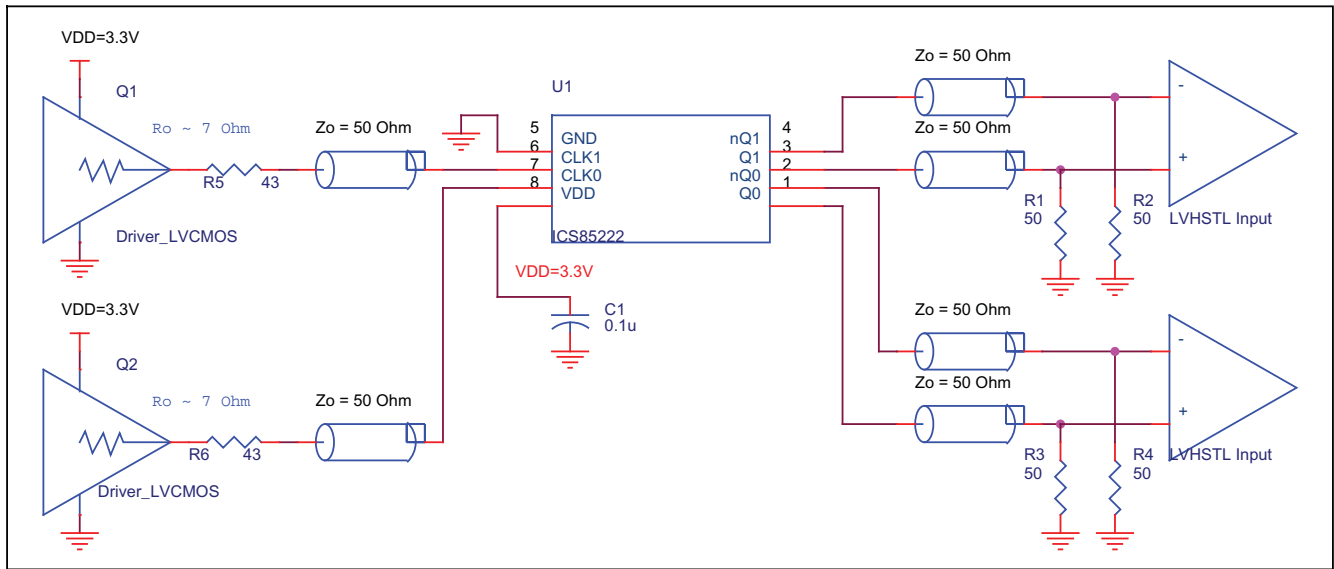 VDD=3.3V
Q1
Ro ~ 7 Ohm
R5
43
Driver_LVCMOS
Zo = 50 Ohm
VDD=3.3V
Q2
Ro ~ 7 Ohm
R6
43
Driver_LVCMOS
Zo = 50 Ohm
U1
5
6
7
8
GND
CLK1
CLK0
VDD
nQ1
Q1
nQ0
Q0
4
3
2
1
ICS85222
VDD=3.3V
C1
0.1u
Zo = 50 Ohm
Zo = 50 Ohm
-
+
R1
50
R2
50
LVHSTL Input
Zo = 50 Ohm
Zo = 50 Ohm
-
+
R3
50
R4
50
LVHSTL Input